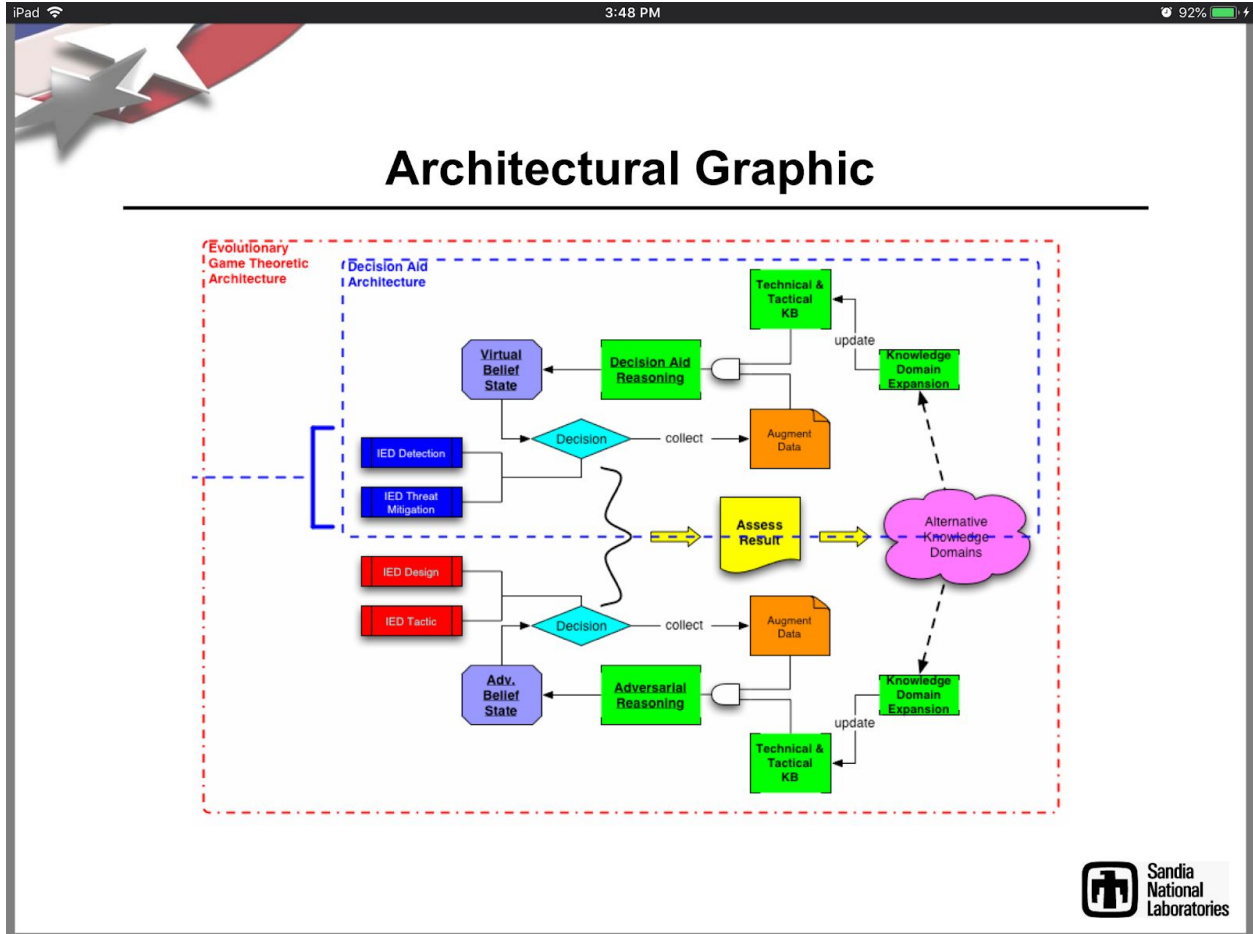 iPad
3:48 PM
92%
Architectural Graphic
Evolutionary
Game Theoretic
Architecture
Decision Aid
Architecture
Technical &
Tactical
KB
update
Knowledge
Domain
Expansion
Virtual
Belief
State
Decision Aid
Reasoning
Decision
collect
Augment
Data
IED Detection
IED Threat
Mitigation
Assess
Result
Alternative
Knowledge
Domains
IED Design
IED Tactic
Decision
collect
Augment
Data
Adv.
Belief
State
Adversarial
Reasoning
Knowledge
Domain
Expansion
update
Technical &
Tactical
KB
Sandia
National
Laboratories